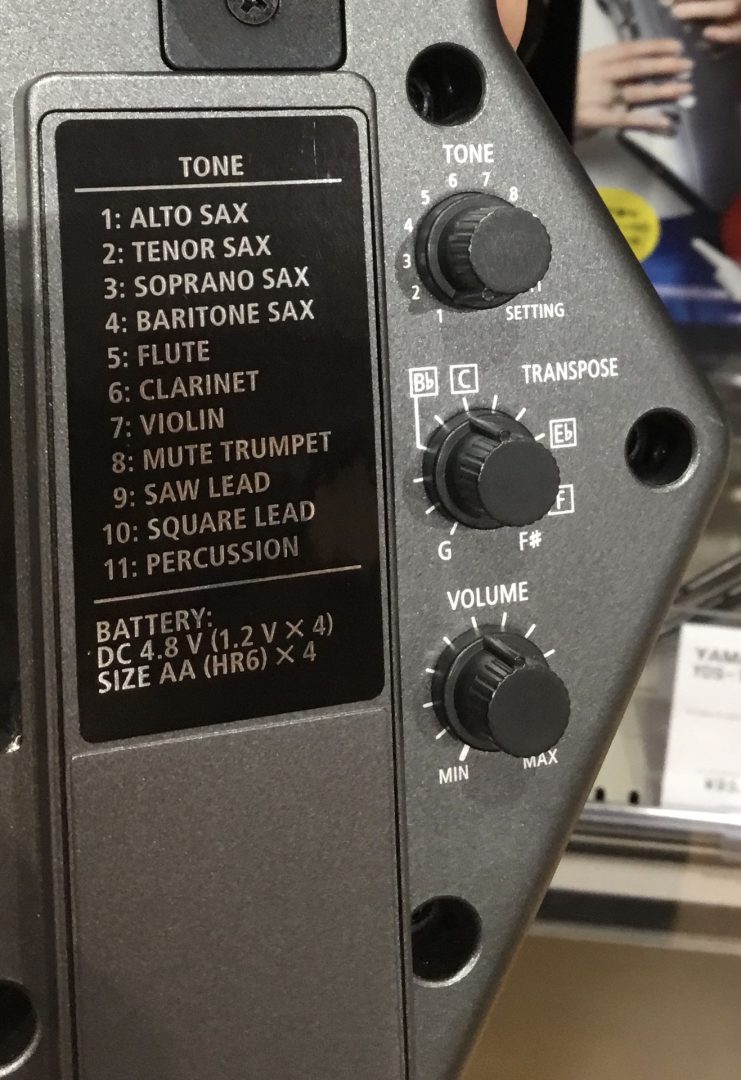 TONE
1: ALTO SAX
2: TENOR SAX
3: SOPRANO SAX
4: BARITONE SAX
5: FLUTE
6: CLARINET
7: VIOLIN
8: MUTE TRUMPET
9: SAW LEAD
10: SQUARE LEAD
11: PERCUSSION
BATTERY:
DC 4.8 V (1.2 V × 4)
SIZE AA (HR6) × 4
TONE
1
2
3
4
5
6
7
8
SETTING
TRANSPOSE
B♭
C
E♭
F
F#
G
VOLUME
MIN
MAX